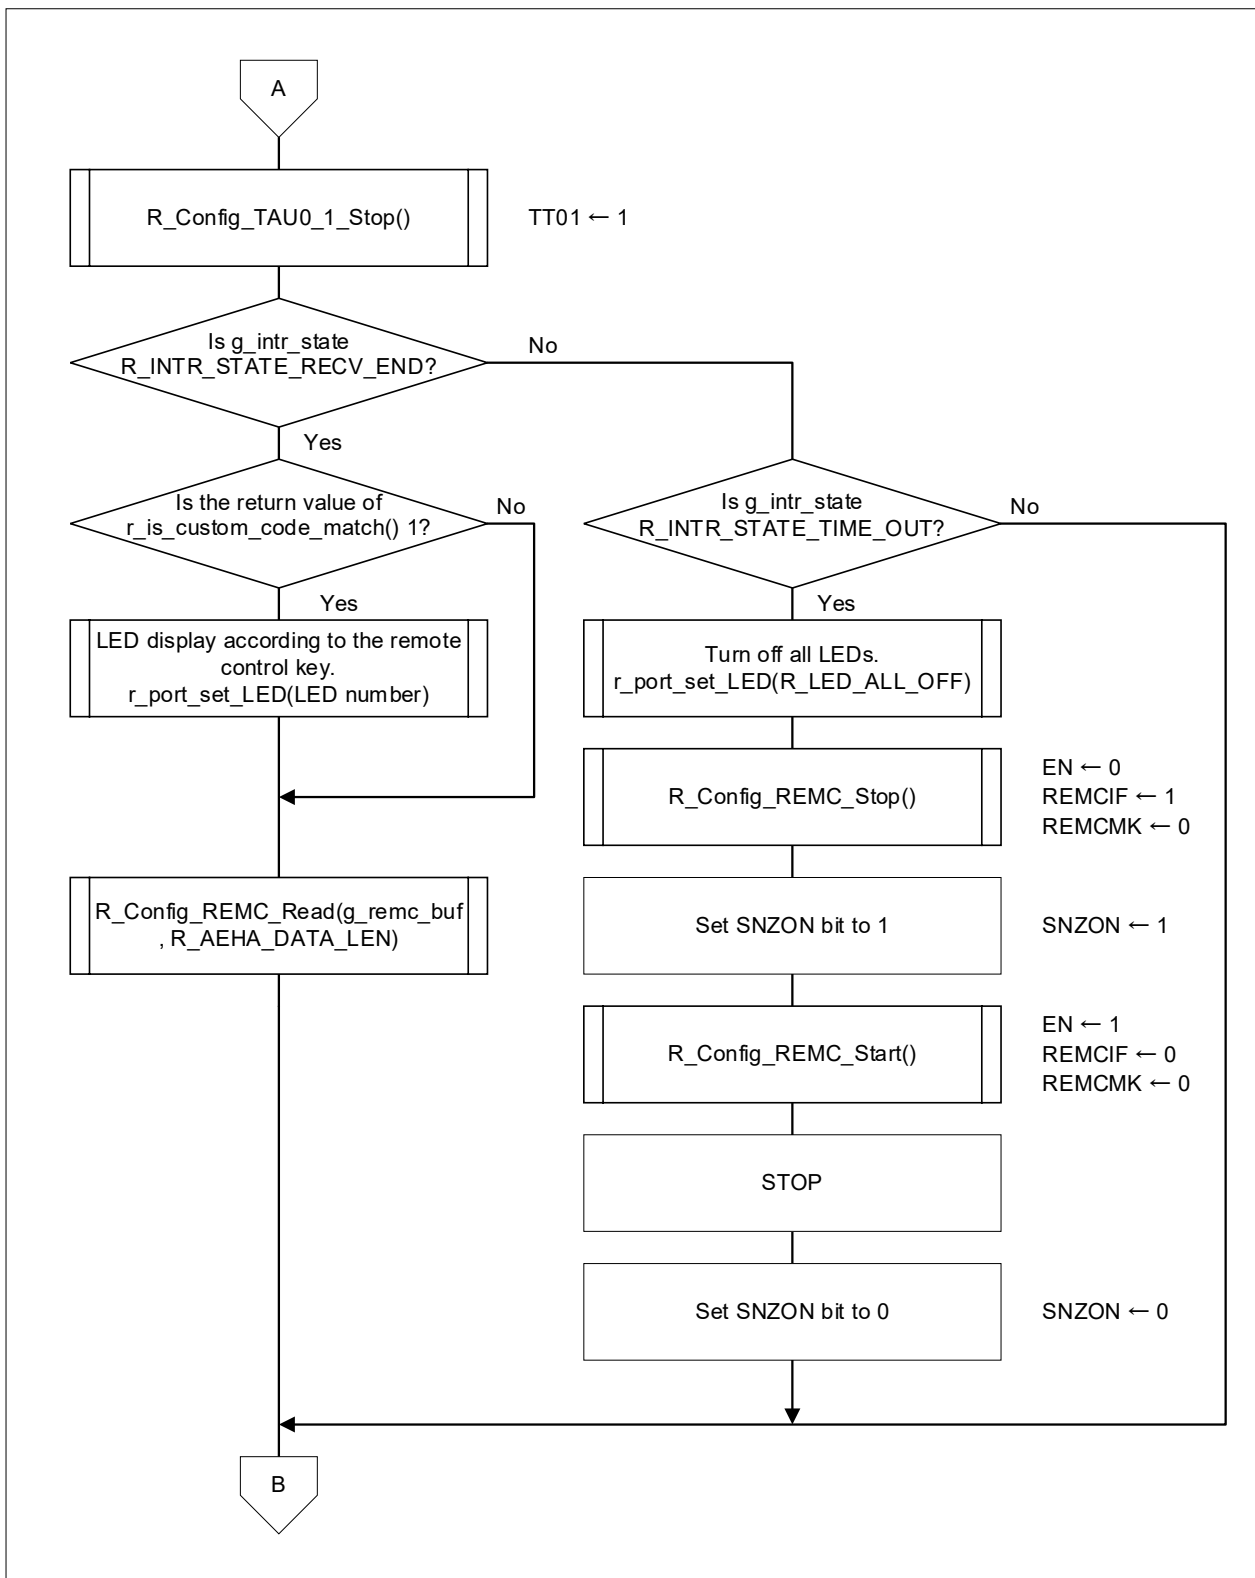 A
R_Config_TAU0_1_Stop()
TT01 ← 1
Is g_intr_state
R_INTR_STATE_RECV_END?
No
Yes
Is the return value of
r_is_custom_code_match() 1?
No
Yes
Is g_intr_state
R_INTR_STATE_TIME_OUT?
No
Yes
LED display according to the remote
control key.
r_port_set_LED(LED number)
Turn off all LEDs.
r_port_set_LED(R_LED_ALL_OFF)
R_Config_REMC_Stop()
EN ← 0
REMCIF ← 1
REMCMK ← 0
R_Config_REMC_Read(g_remc_buf
, R_AEHA_DATA_LEN)
Set SNZON bit to 1
SNZON ← 1
R_Config_REMC_Start()
EN ← 1
REMCIF ← 0
REMCMK ← 0
STOP
Set SNZON bit to 0
SNZON ← 0
B